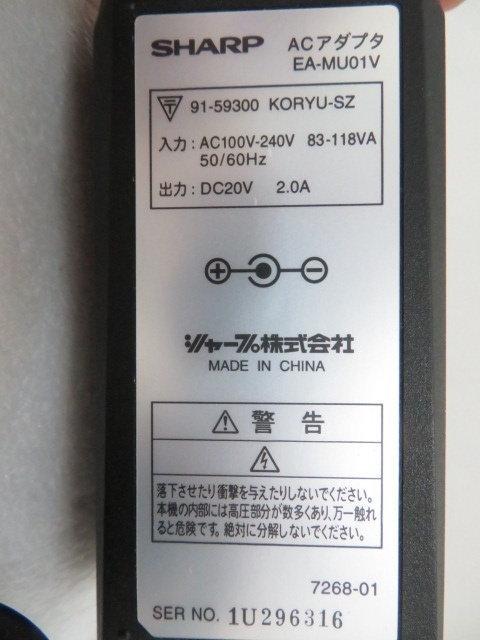 SHARP ACアダプタ
EA-MU01V
91-59300 KORYU-SZ
入力 : AC100V-240V 83-118VA
50/60Hz
出力 : DC20V 2.0A
シャープ株式会社
MADE IN CHINA
警告
落下させたり衝撃を与えたりしないでください。
本機の内部には高圧部分が数多くあり、万一触れ
ると危険です。絶対に分解しないでください。
7268-01
SER NO. 1U296316